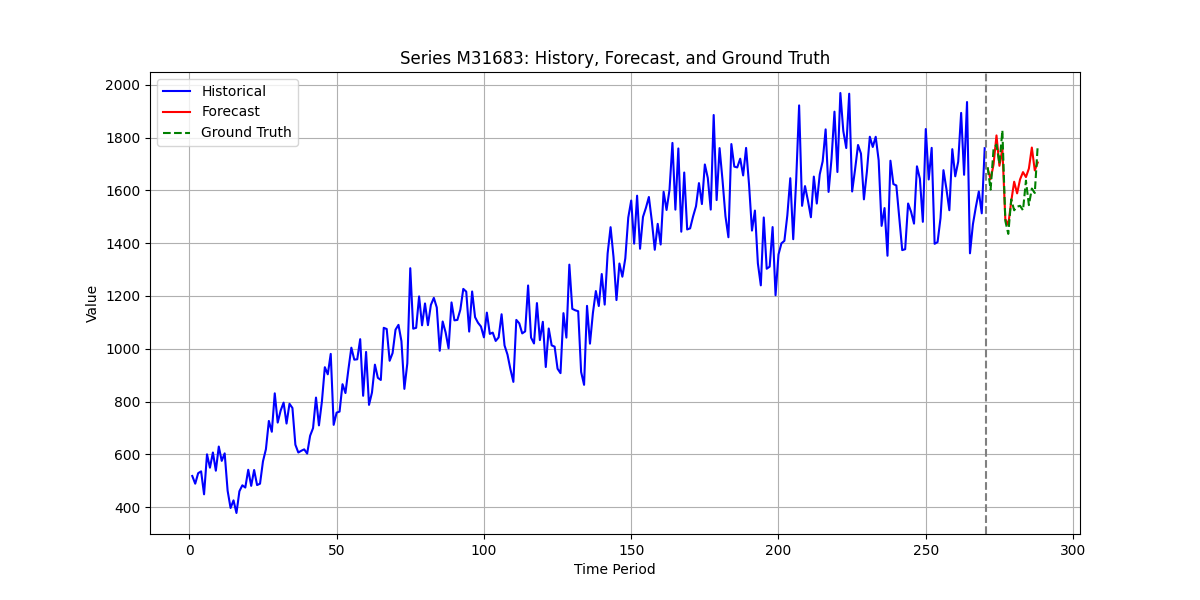 Series M31683: History, Forecast, and Ground Truth
Historical
Forecast
Ground Truth
2000
1800
1600
1400
1200
1000
800
600
400
Value
0 50 100 150 200 250 300
Time Period